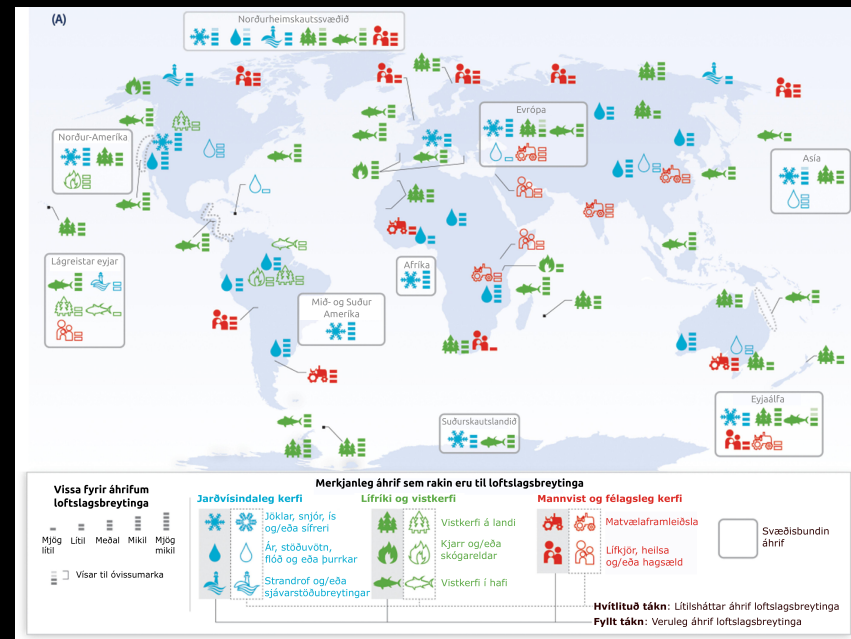 (A)
Norðurheimskautssvæðið
Norður-Ameríka
Evrópa
Asía
Lágreistar eyjar
Afríka
Mið- og Suður
Ameríka
Eyjaálfa
Suðurskautslandið
Merkjanleg áhrif sem rakin eru til loftslagsbreytinga
Vissa fyrir áhrifum
loftslagsbreytinga
Mjög
lítil
Lítil
Meðal
Mikil
Mjög
mikil
Vísar til óvissumarka
Jarðvísindaleg kerfi
Jöklar, snjór, ís
og/eða sífreri
Ár, stöðuvötn,
flóð og eða þurrkar
Strandrof og/eða
sjávarstöðubreytingar
Lífríki og vistkerfi
Vistkerfi á landi
Kjarr og/eða
skógareldar
Vistkerfi í hafi
Mannvist og félagsleg kerfi
Matvælaframleiðsla
Lífkjör, heilsa
og/eða hagsæld
Svæðisbundin
áhrif
Hvítlituð tákn: Lítilsháttar áhrif loftslagsbreytinga
Fyllt tákn: Veruleg áhrif loftslagsbreytinga